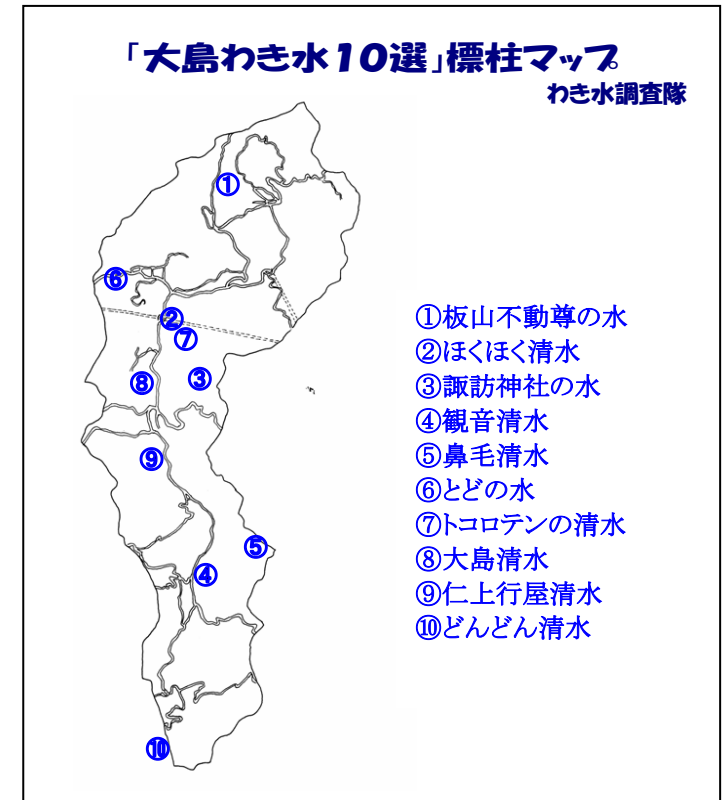 「大島わき水10選」標柱マップ
わき水調査隊
①
⑥
②
⑦
③
⑧
⑨
⑤
④
⑩
①板山不動尊の水
②ほくほく清水
③諏訪神社の水
④観音清水
⑤鼻毛清水
⑥とどの水
⑦トコロテンの清水
⑧大島清水
⑨仁上行屋清水
⑩どんどん清水